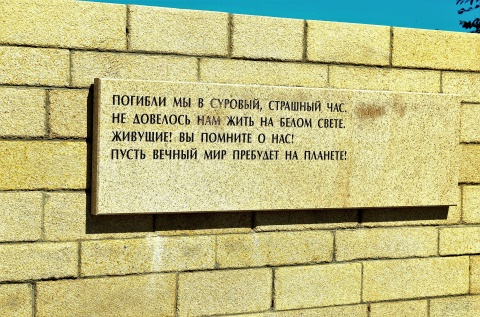 ПОГИБЛИ МЫ В СУРОВЫЙ, СТРАШНЫЙ ЧАС.
НЕ ДОВЕЛОСЬ НАМ ЖИТЬ НА БЕЛОМ СВЕТЕ.
ЖИВУЩИЕ! ВЫ ПОМНИТЕ О НАС!
ПУСТЬ ВЕЧНЫЙ МИР ПРЕБУДЕТ НА ПЛАНЕТЕ!